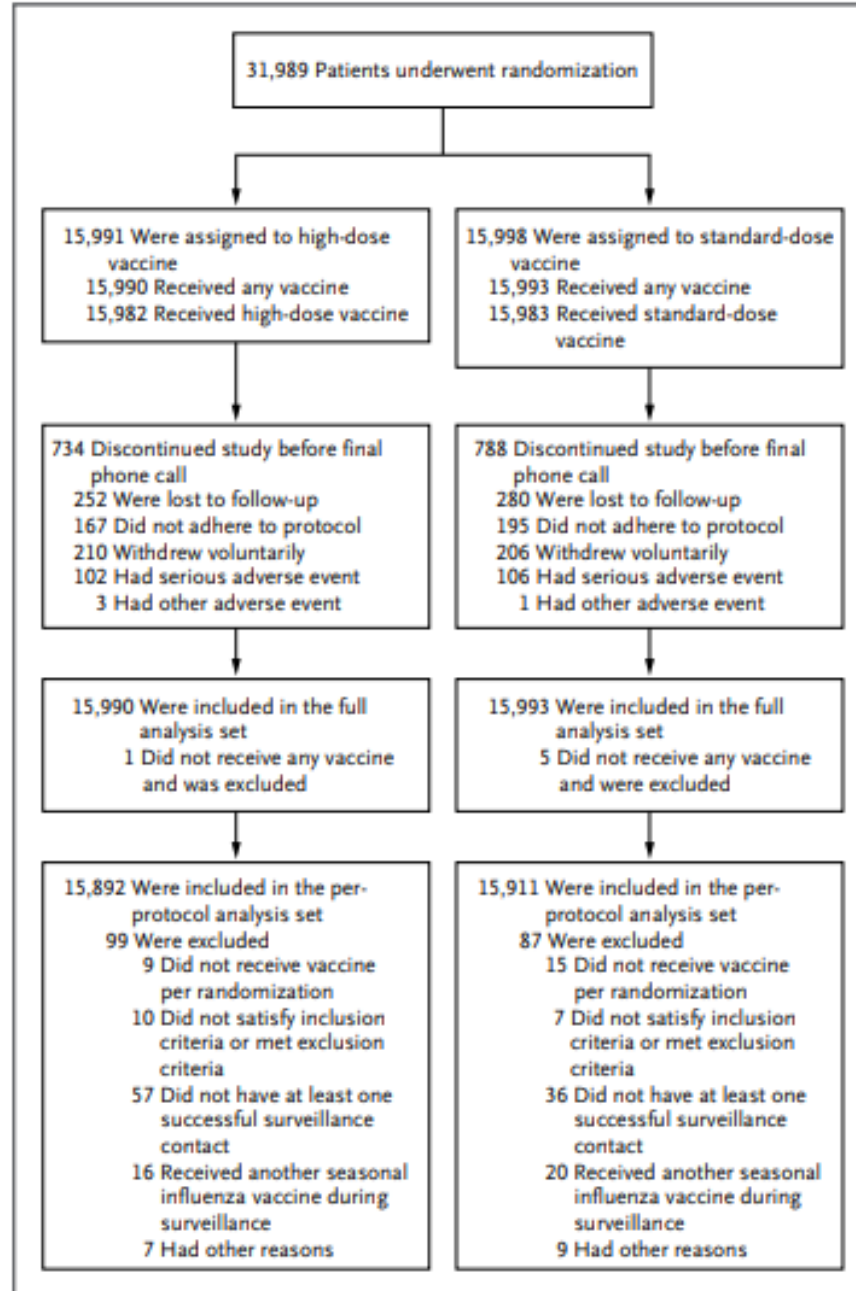 31,989 Patients underwent randomization
15,991 Were assigned to high-dose
vaccine
15,990 Received any vaccine
15,982 Received high-dose vaccine
15,998 Were assigned to standard-dose
vaccine
15,993 Received any vaccine
15,983 Received standard-dose
vaccine
734 Discontinued study before final
phone call
252 Were lost to follow-up
167 Did not adhere to protocol
210 Withdrew voluntarily
102 Had serious adverse event
3 Had other adverse event
788 Discontinued study before final
phone call
280 Were lost to follow-up
195 Did not adhere to protocol
206 Withdrew voluntarily
106 Had serious adverse event
1 Had other adverse event
15,990 Were included in the full
analysis set
1 Did not receive any vaccine
and was excluded
15,993 Were included in the full
analysis set
5 Did not receive any vaccine
and were excluded
15,892 Were included in the per-
protocol analysis set
99 Were excluded
9 Did not receive vaccine
per randomization
10 Did not satisfy inclusion
criteria or met exclusion
criteria
57 Did not have at least one
successful surveillance
contact
16 Received another seasonal
influenza vaccine during
surveillance
7 Had other reasons
15,911 Were included in the per-
protocol analysis set
87 Were excluded
15 Did not receive vaccine
per randomization
7 Did not satisfy inclusion
criteria or met exclusion
criteria
36 Did not have at least one
successful surveillance
contact
20 Received another seasonal
influenza vaccine during
surveillance
9 Had other reasons